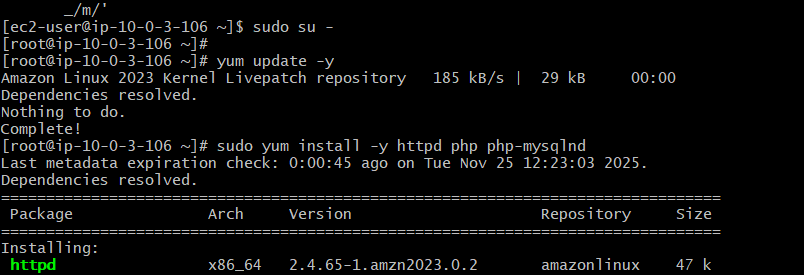 _/m/'
[ec2-user@ip-10-0-3-106 ~]$ sudo su -
[root@ip-10-0-3-106 ~]#
[root@ip-10-0-3-106 ~]# yum update -y
Amazon Linux 2023 Kernel Livepatch repository   185 kB/s |  29 kB     00:00
Dependencies resolved.
Nothing to do.
Complete!
[root@ip-10-0-3-106 ~]# sudo yum install -y httpd php php-mysqlnd
Last metadata expiration check: 0:00:45 ago on Tue Nov 25 12:23:03 2025.
Dependencies resolved.
================================================================================
 Package               Arch     Version                     Repository     Size
================================================================================
Installing:
 httpd                 x86_64   2.4.65-1.amzn2023.0.2       amazonlinux    47 k